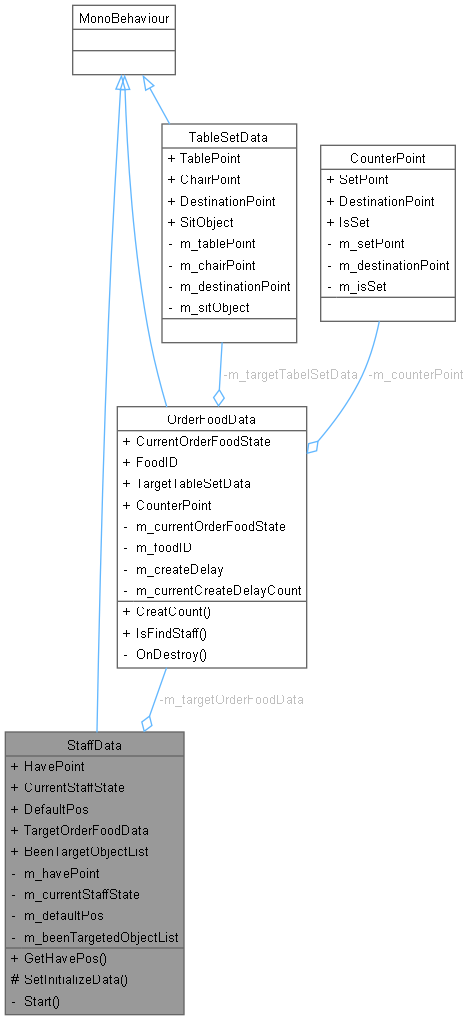 MonoBehaviour
TableSetData
+ TablePoint
+ ChairPoint
+ DestinationPoint
+ SitObject
- m_tablePoint
- m_chairPoint
- m_destinationPoint
- m_sitObject
CounterPoint
+ SetPoint
+ DestinationPoint
+ IsSet
- m_setPoint
- m_destinationPoint
- m_isSet
-m_targetTabelSetData
-m_counterPoint
OrderFoodData
+ CurrentOrderFoodState
+ FoodID
+ TargetTableSetData
+ CounterPoint
- m_currentOrderFoodState
- m_foodID
- m_createDelay
- m_currentCreateDelayCount
+ CreatCount()
+ IsFindStaff()
- OnDestroy()
-m_targetOrderFoodData
StaffData
+ HavePoint
+ CurrentStaffState
+ DefaultPos
+ TargetOrderFoodData
+ BeenTargetObjectList
- m_havePoint
- m_currentStaffState
- m_defaultPos
- m_beenTargetedObjectList
+ GetHavePos()
# SetInitializeData()
- Start()